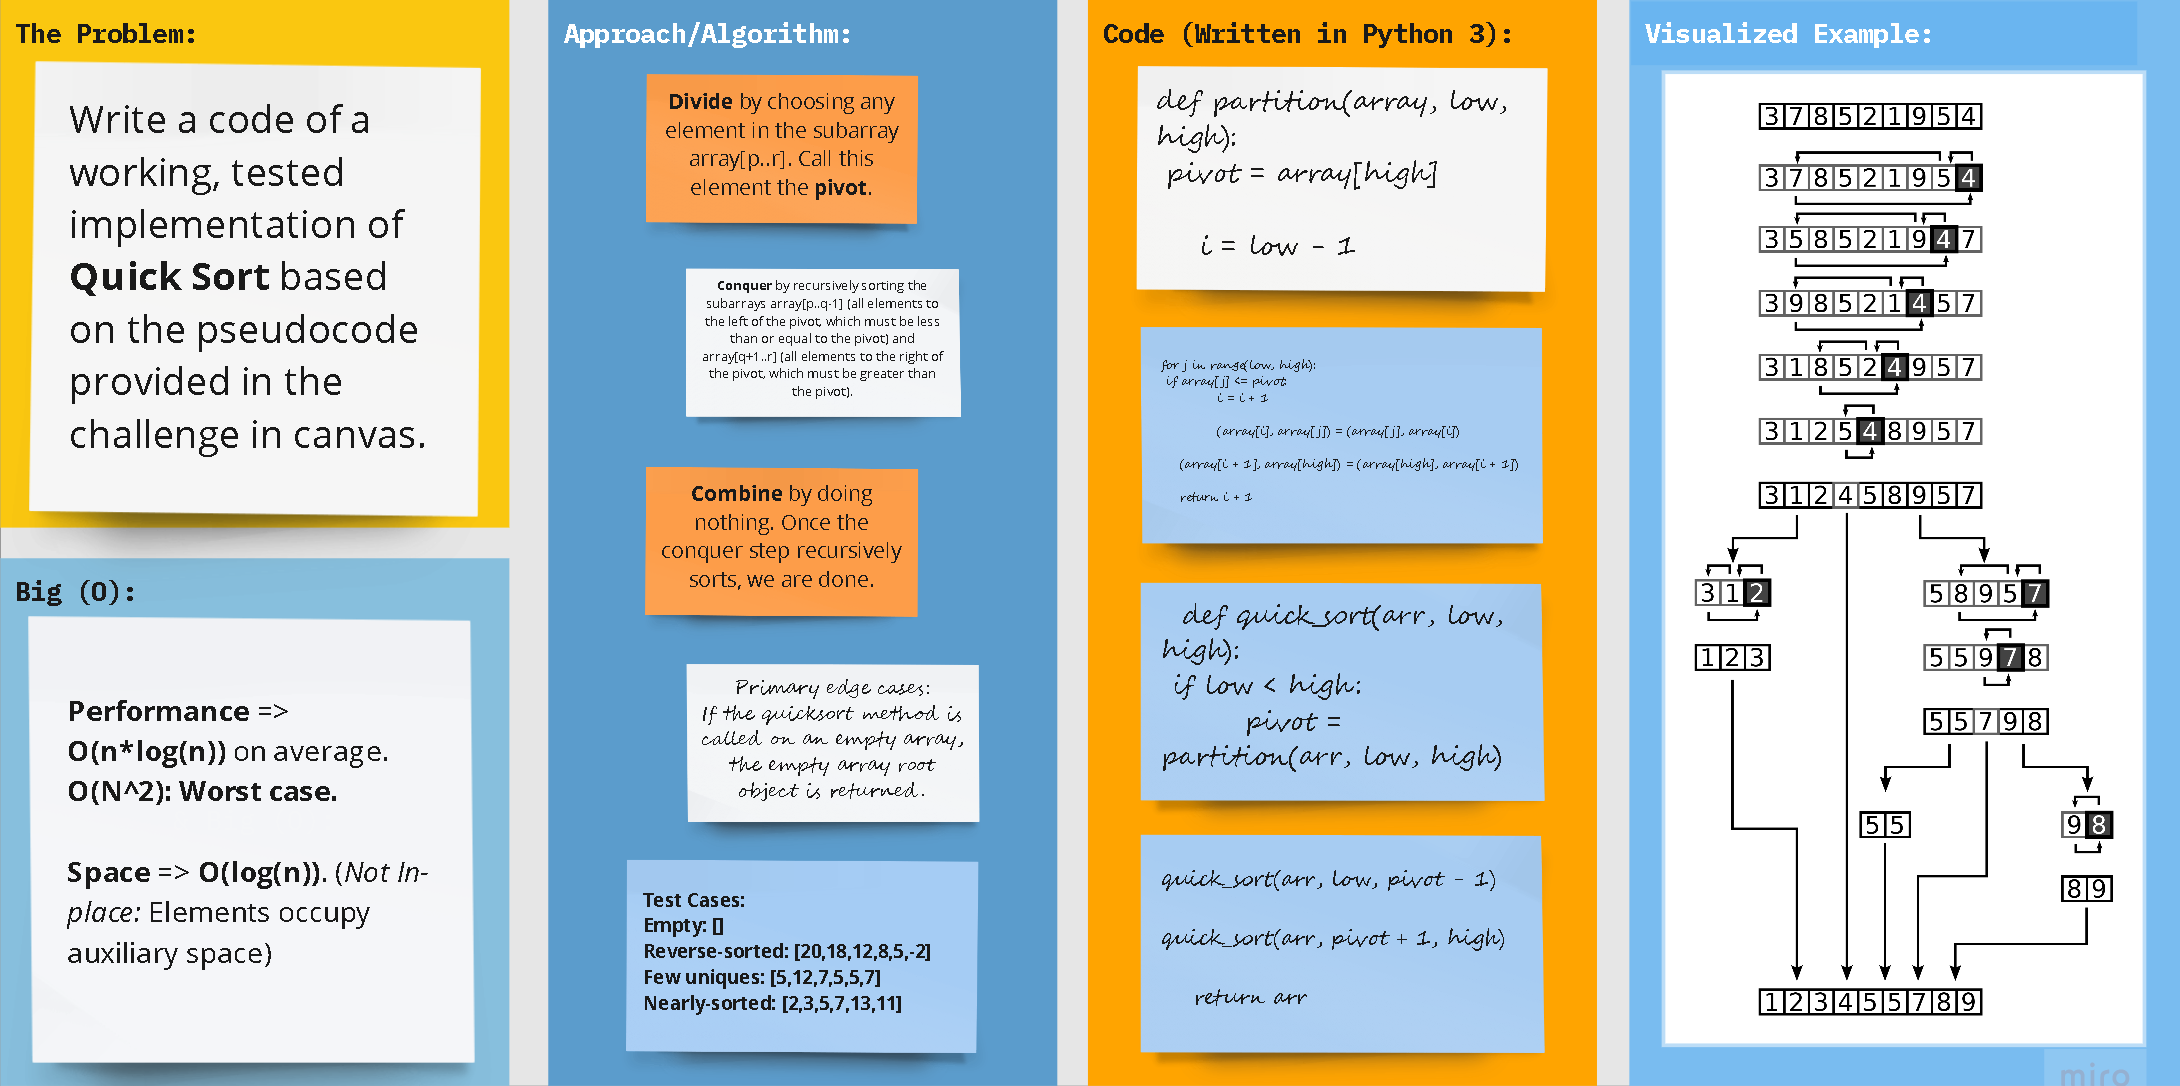 The Problem:
Write a code of a
working, tested
implementation of
Quick Sort based
on the pseudocode
provided in the
challenge in canvas.
Big (O):
Performance =>
O(n*log(n)) on average.
O(N^2): Worst case.
Space => O(log(n)). (Not In-
place: Elements occupy
auxiliary space)
Approach/Algorithm:
Divide by choosing any
element in the subarray
array[p..r]. Call this
element the pivot.
Conquer by recursively sorting the
subarrays array[p..q-1] (all elements to
the left of the pivot, which must be less
than or equal to the pivot) and
array[q+1..r] (all elements to the right of
the pivot, which must be greater than
the pivot).
Combine by doing
nothing. Once the
conquer step recursively
sorts, we are done.
Primary edge cases:
If the quicksort method is
called on an empty array,
the empty array root
object is returned.
Test Cases:
Empty: []
Reverse-sorted: [20,18,12,8,5,-2]
Few uniques: [5,12,7,5,5,7]
Nearly-sorted: [2,3,5,7,13,11]
Code (Written in Python 3):
def partition(array, low,
high):
pivot = array[high]
i = low - 1
for j in range(low, high):
if array[j] <= pivot:
i = i + 1
(array[i], array[j]) = (array[j], array[i])
(array[i + 1], array[high]) = (array[high], array[i + 1])
return i + 1
def quick_sort(arr, low,
high):
if low < high:
pivot =
partition(arr, low, high)
quick_sort(arr, low, pivot - 1)
quick_sort(arr, pivot + 1, high)
return arr
Visualized Example:
3 7 8 5 2 1 9 5 4
3 7 8 5 2 1 9 5 4
3 5 8 5 2 1 9 4 7
3 9 8 5 2 1 4 5 7
3 1 8 5 2 4 9 5 7
3 1 2 5 4 8 9 5 7
3 1 2 4 5 8 9 5 7
3 1 2
5 8 9 5 7
1 2 3
5 5 9 7 8
5 5 7 9 8
5 5
9 8
8 9
1 2 3 4 5 5 7 8 9
miro